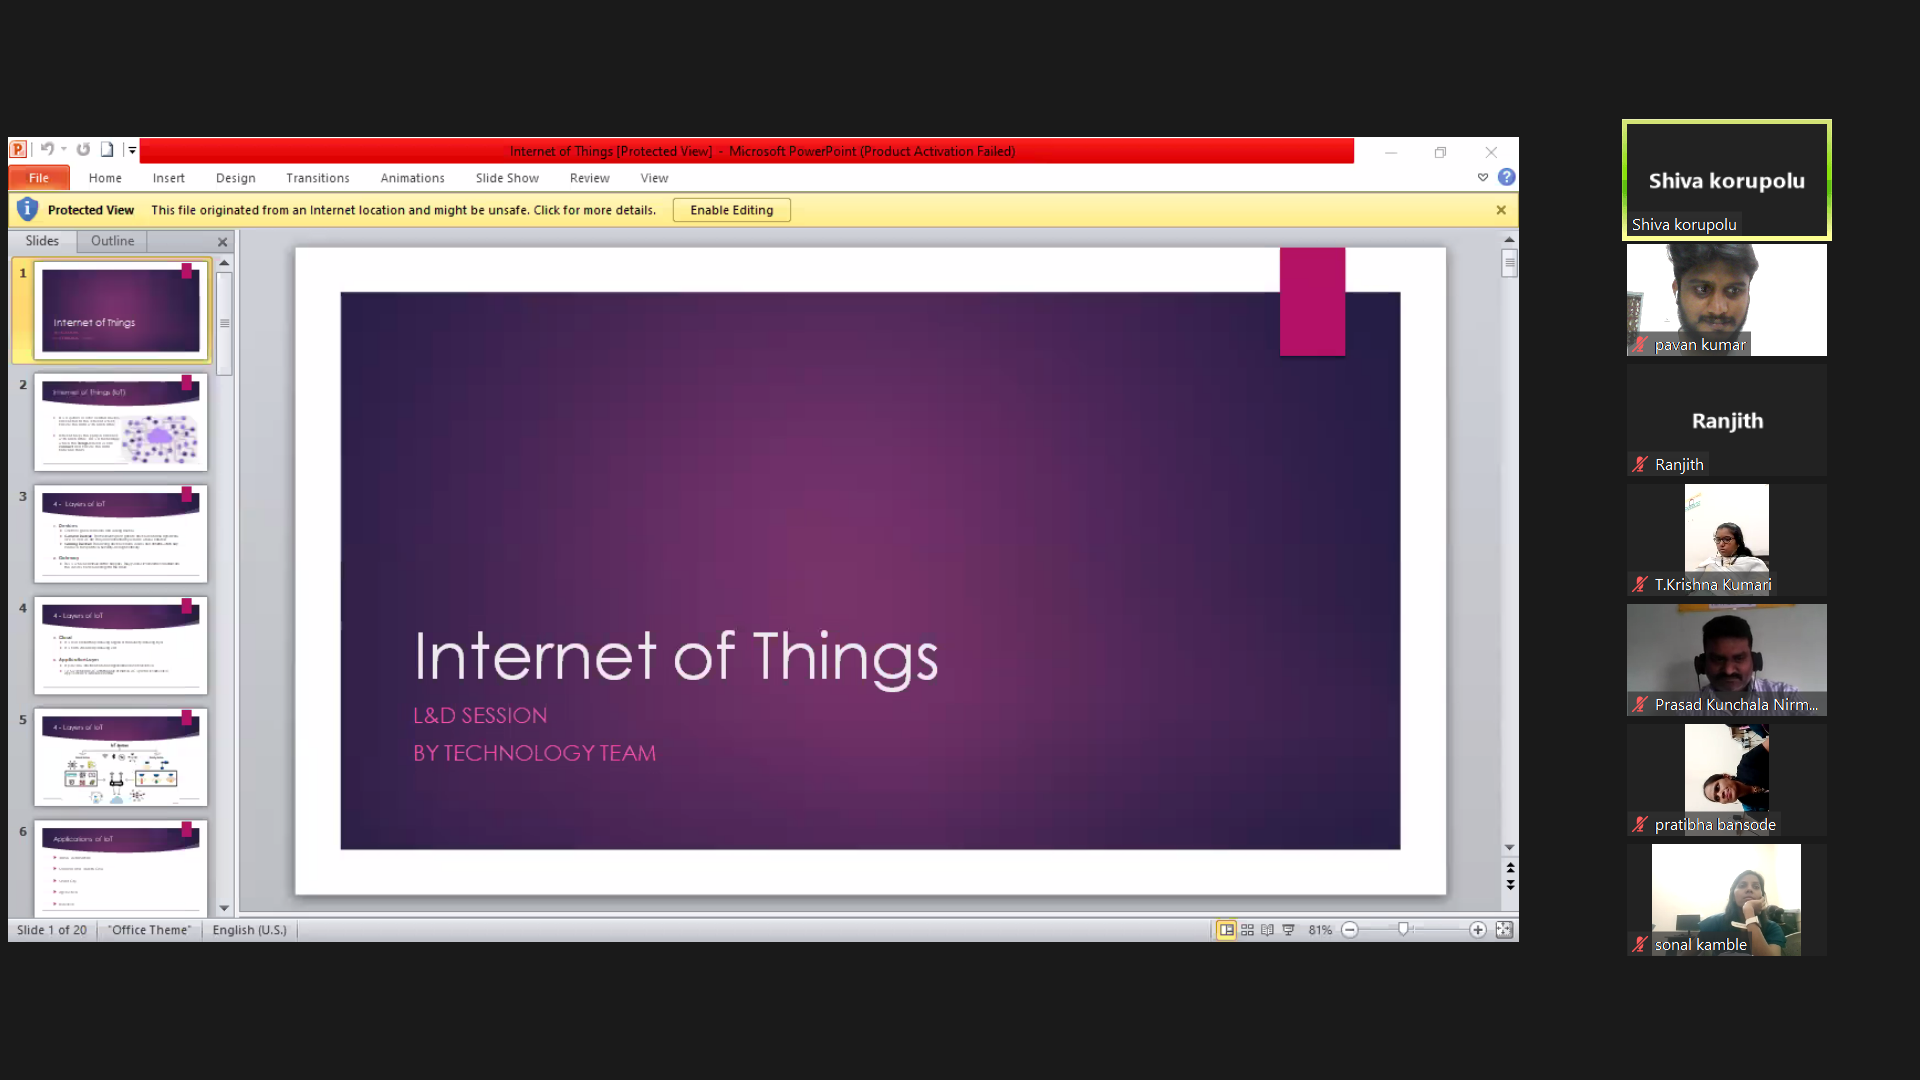 Internet of Things [Protected View] - Microsoft PowerPoint (Product Activation Failed)
File Home Insert Design Transitions Animations Slide Show Review View
Protected View This file originated from an Internet location and might be unsafe. Click for more details. Enable Editing
Slides Outline
1
Internet of Things
2
Internet of Things (IoT)
3
4 - Layers of IoT
Devices
Gateway
4
4 - Layers of IoT
Cloud
Application Layer
5
4 - Layers of IoT
6
Applications of IoT
Internet of Things
L&D SESSION
BY TECHNOLOGY TEAM
Slide 1 of 20 "Office Theme" English (U.S.) 81%
Shiva korupolu
Shiva korupolu
pavan kumar
Ranjith
Ranjith
T.Krishna Kumari
Prasad Kunchala Nirm...
pratibha bansode
sonal kamble